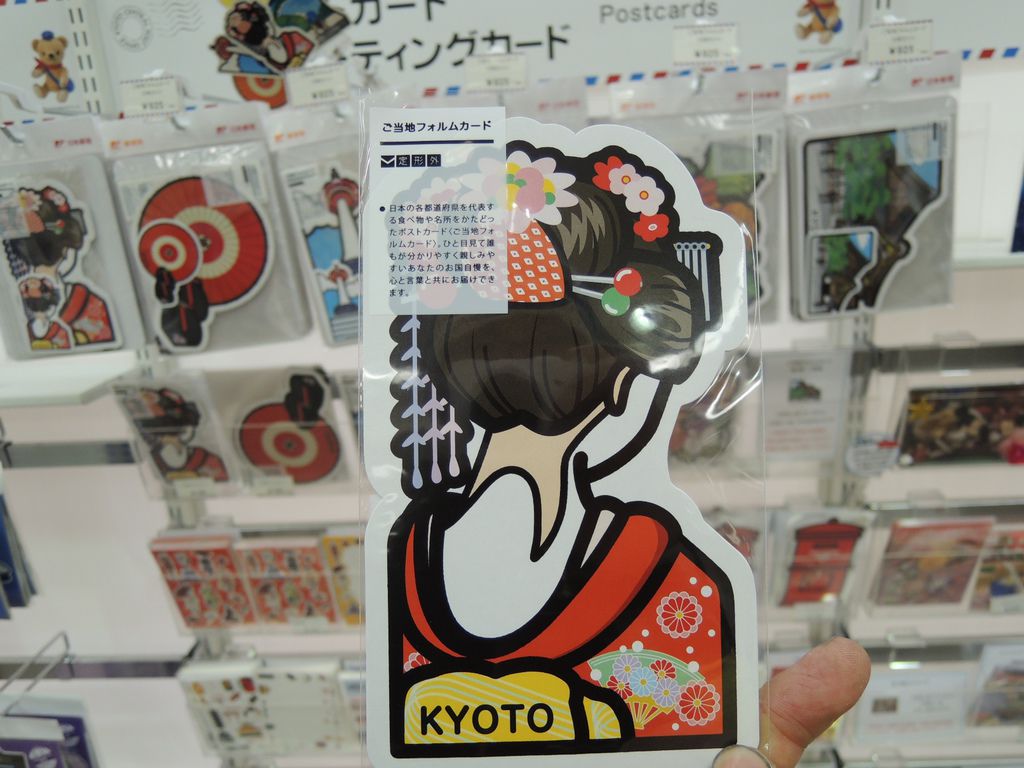 カード
Postcards
ティングカード
ご当地フォルムカード
定形外
● 日本の各都道府県を代表す
る食べ物や名所をかたどっ
たポストカード《ご当地フォ
ルムカード》。ひと目見て誰
もが分かりやすく親しみや
すいあなたのお国自慢を、
心と言葉と共にお届けでき
ます。
KYOTO